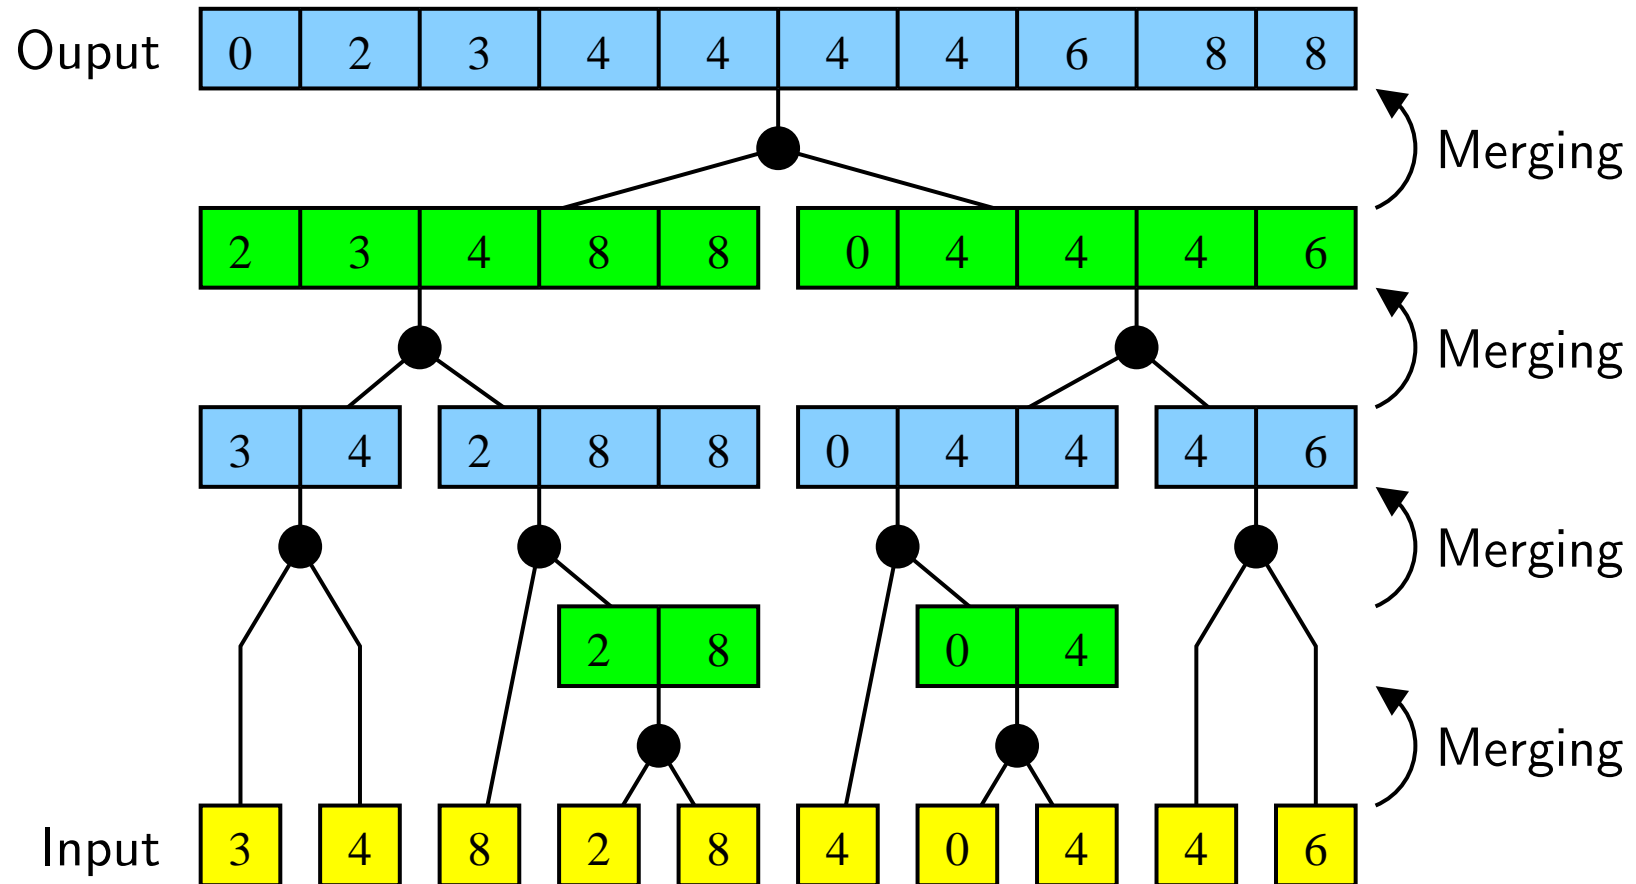 Ouput 0 2 3 4 4 4 4 6 8 8
Merging
2 3 4 8 8 0 4 4 4 6
Merging
3 4 2 8 8 0 4 4 4 6
Merging
2 8 0 4
Merging
Input 3 4 8 2 8 4 0 4 4 6